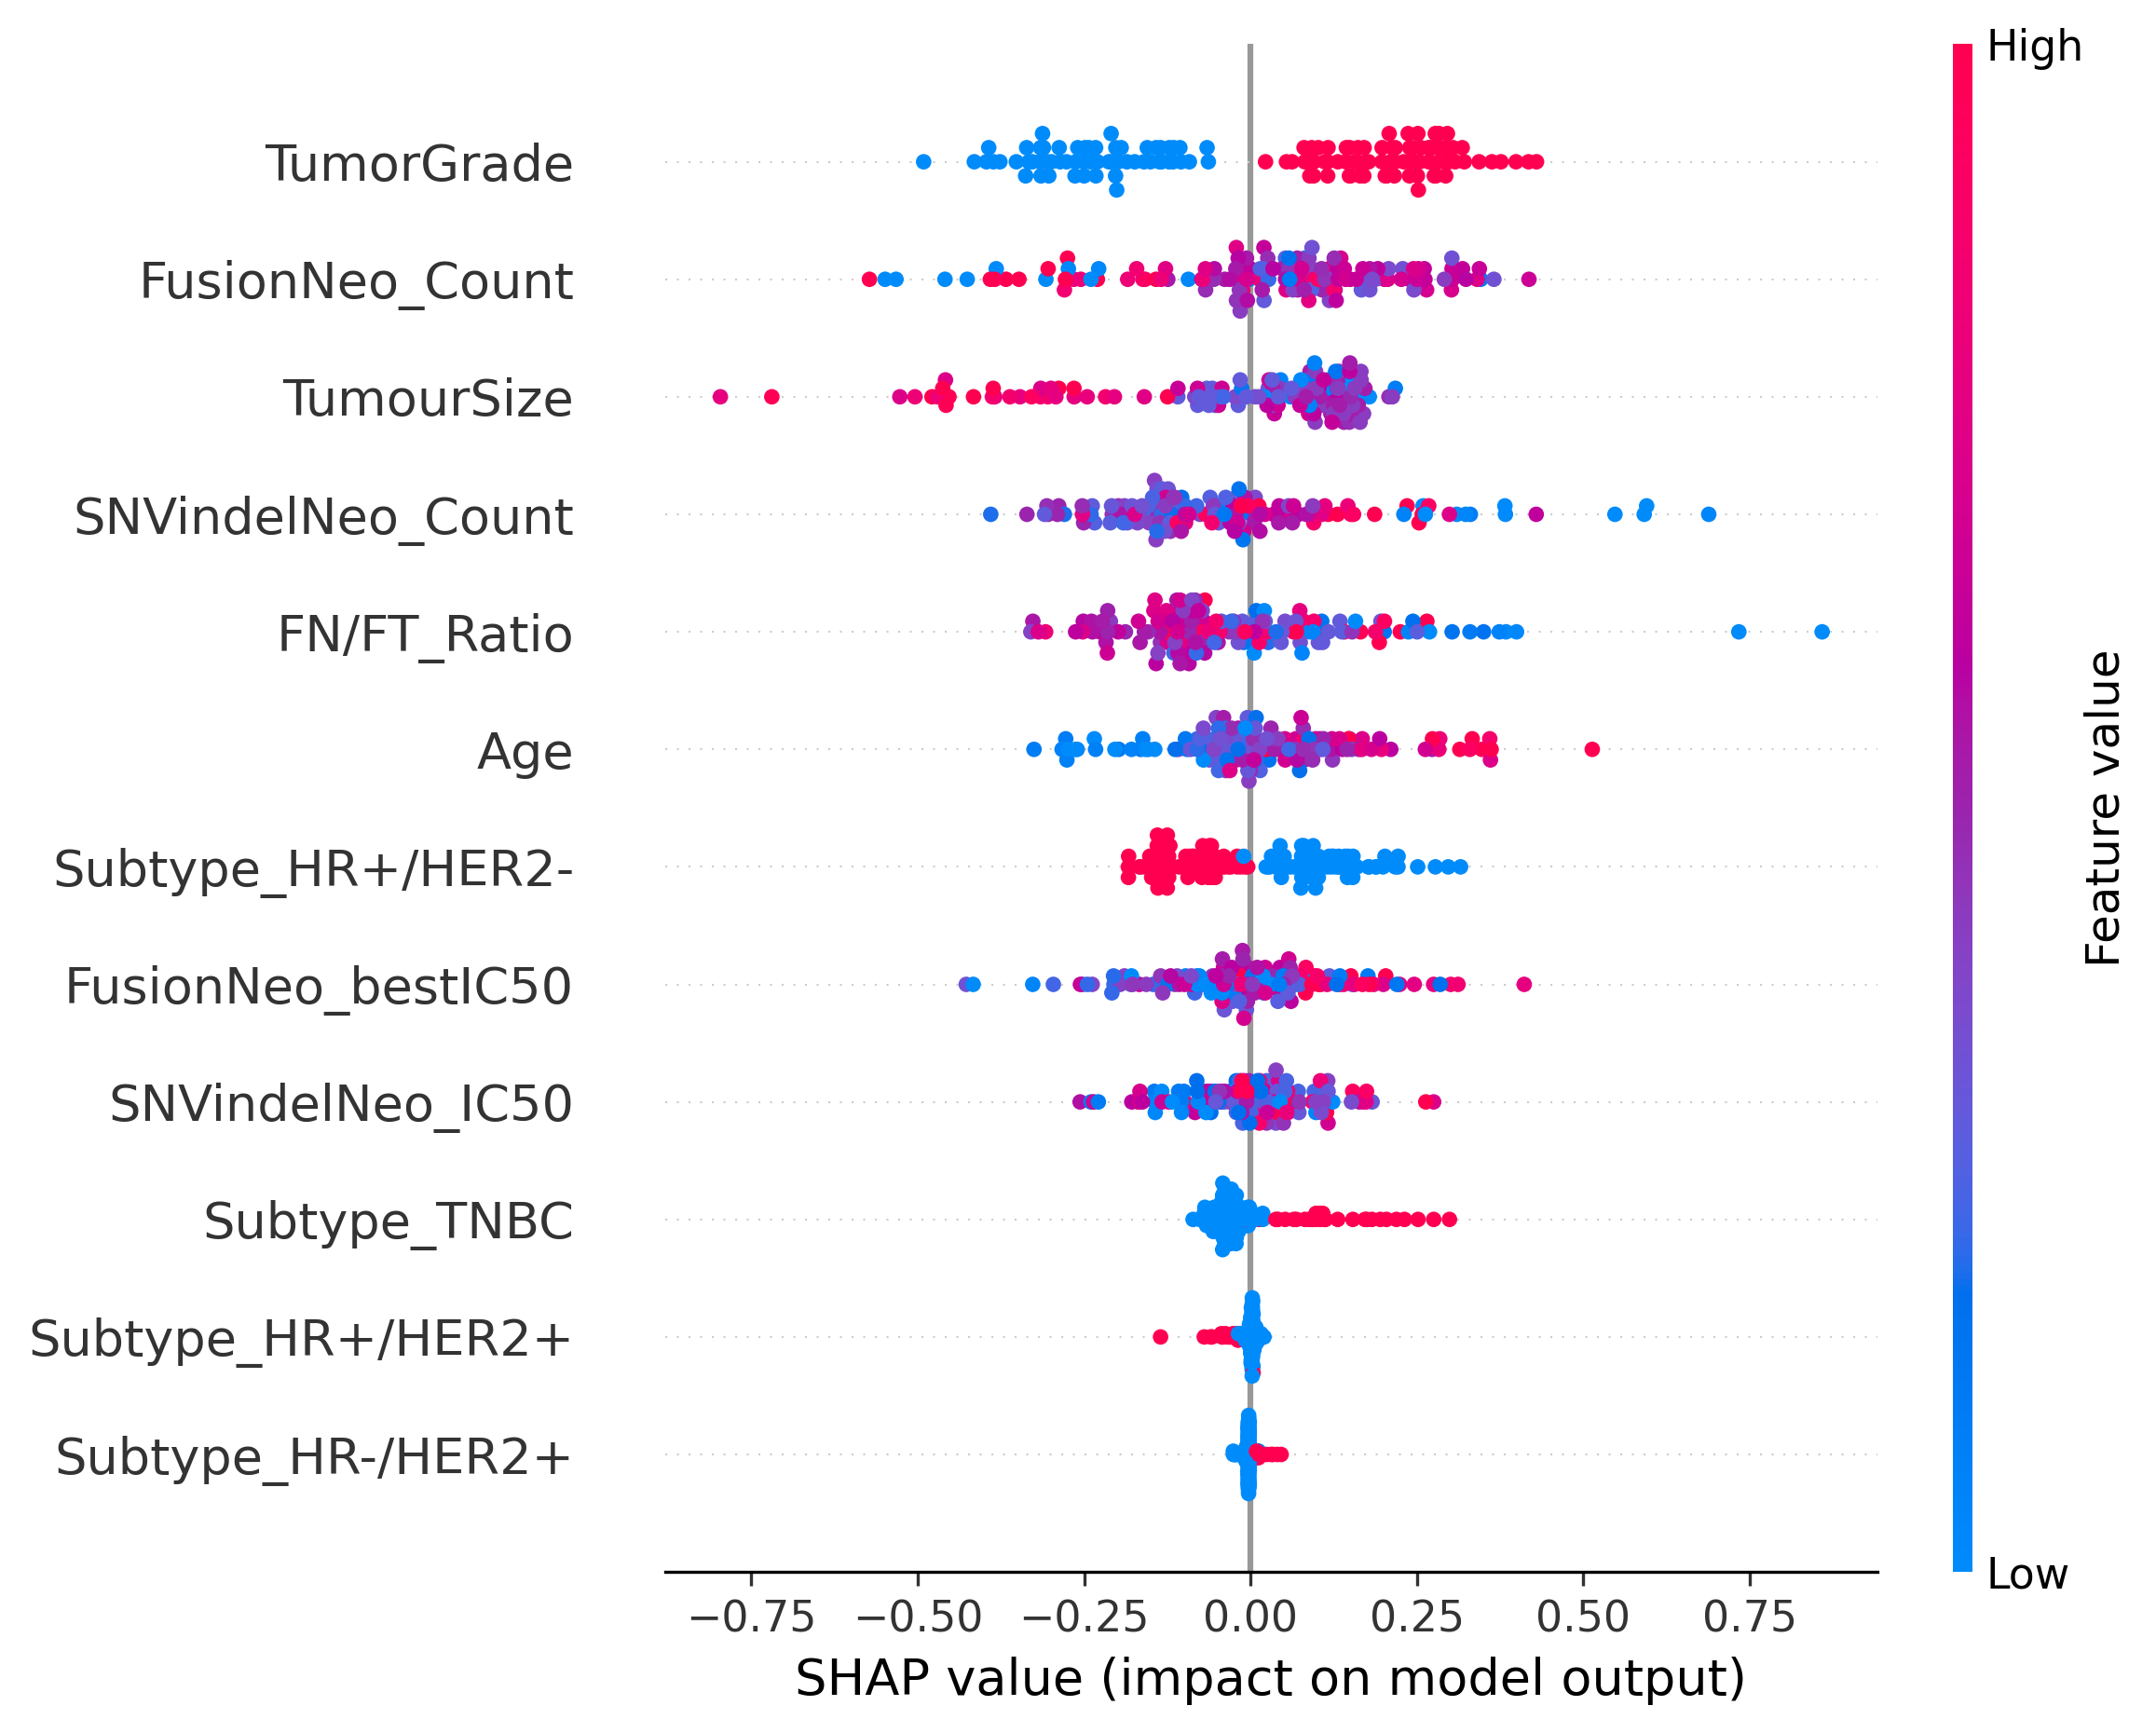 High
TumorGrade
FusionNeo_Count
TumourSize
SNVindelNeo_Count
FN/FT_Ratio
Age
Subtype_HR+/HER2-
FusionNeo_bestIC50
SNVindelNeo_IC50
Subtype_TNBC
Subtype_HR+/HER2+
Subtype_HR-/HER2+
Feature value
Low
−0.75 −0.50 −0.25 0.00 0.25 0.50 0.75
SHAP value (impact on model output)